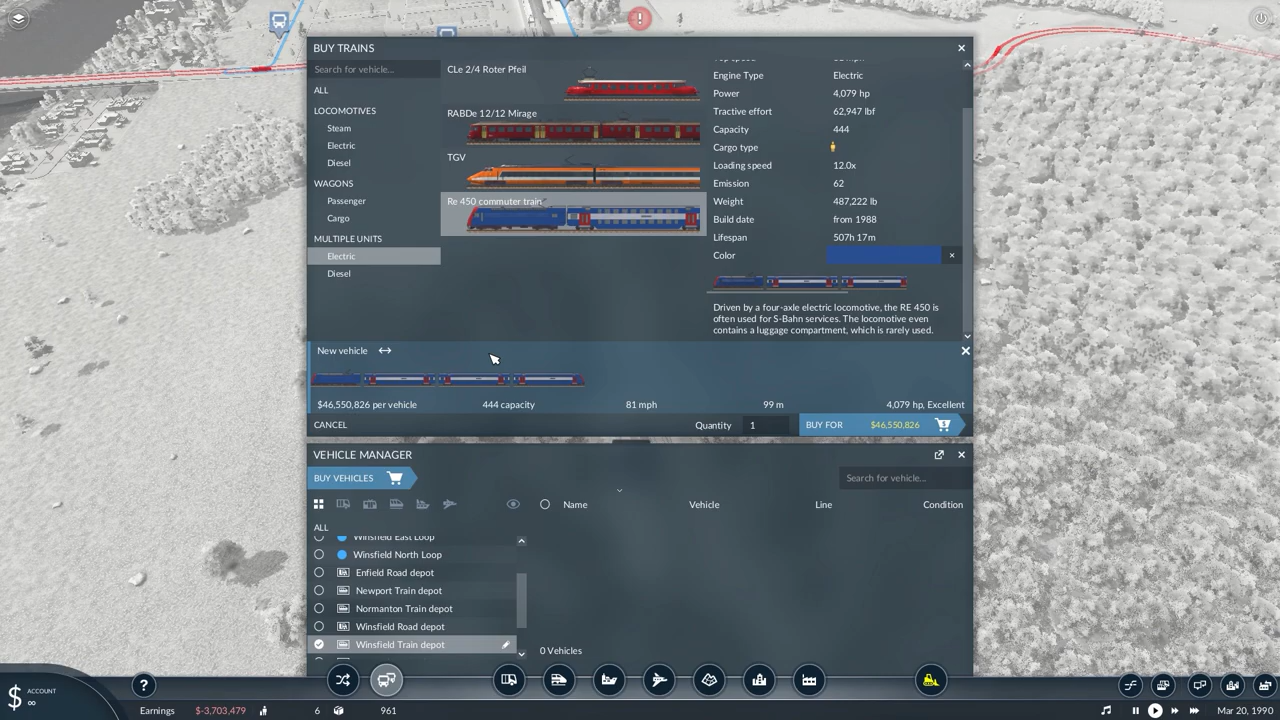 BUY TRAINS
Search for vehicle...
ALL
LOCOMOTIVES
Steam
Electric
Diesel
WAGONS
Passenger
Cargo
MULTIPLE UNITS
Electric
Diesel
CLe 2/4 Roter Pfeil
RABDe 12/12 Mirage
TGV
Re 450 commuter train
Engine Type Electric
Power 4,079 hp
Tractive effort 62,947 lbf
Capacity 444
Cargo type
Loading speed 12.0x
Emission 62
Weight 487,222 lb
Build date from 1988
Lifespan 507h 17m
Color
Driven by a four-axle electric locomotive, the RE 450 is
often used for S-Bahn services. The locomotive even
contains a luggage compartment, which is rarely used.
New vehicle
$46,550,826 per vehicle 444 capacity 81 mph 99 m 4,079 hp, Excellent
CANCEL Quantity 1 BUY FOR $46,550,826
VEHICLE MANAGER
BUY VEHICLES Search for vehicle...
Name Vehicle Line Condition
ALL
Winsfield East Loop
Winsfield North Loop
Enfield Road depot
Newport Train depot
Normanton Train depot
Winsfield Road depot
Winsfield Train depot
0 Vehicles
$ ACCOUNT
∞
?
Earnings $-3,703,479 6 961 Mar 20, 1990